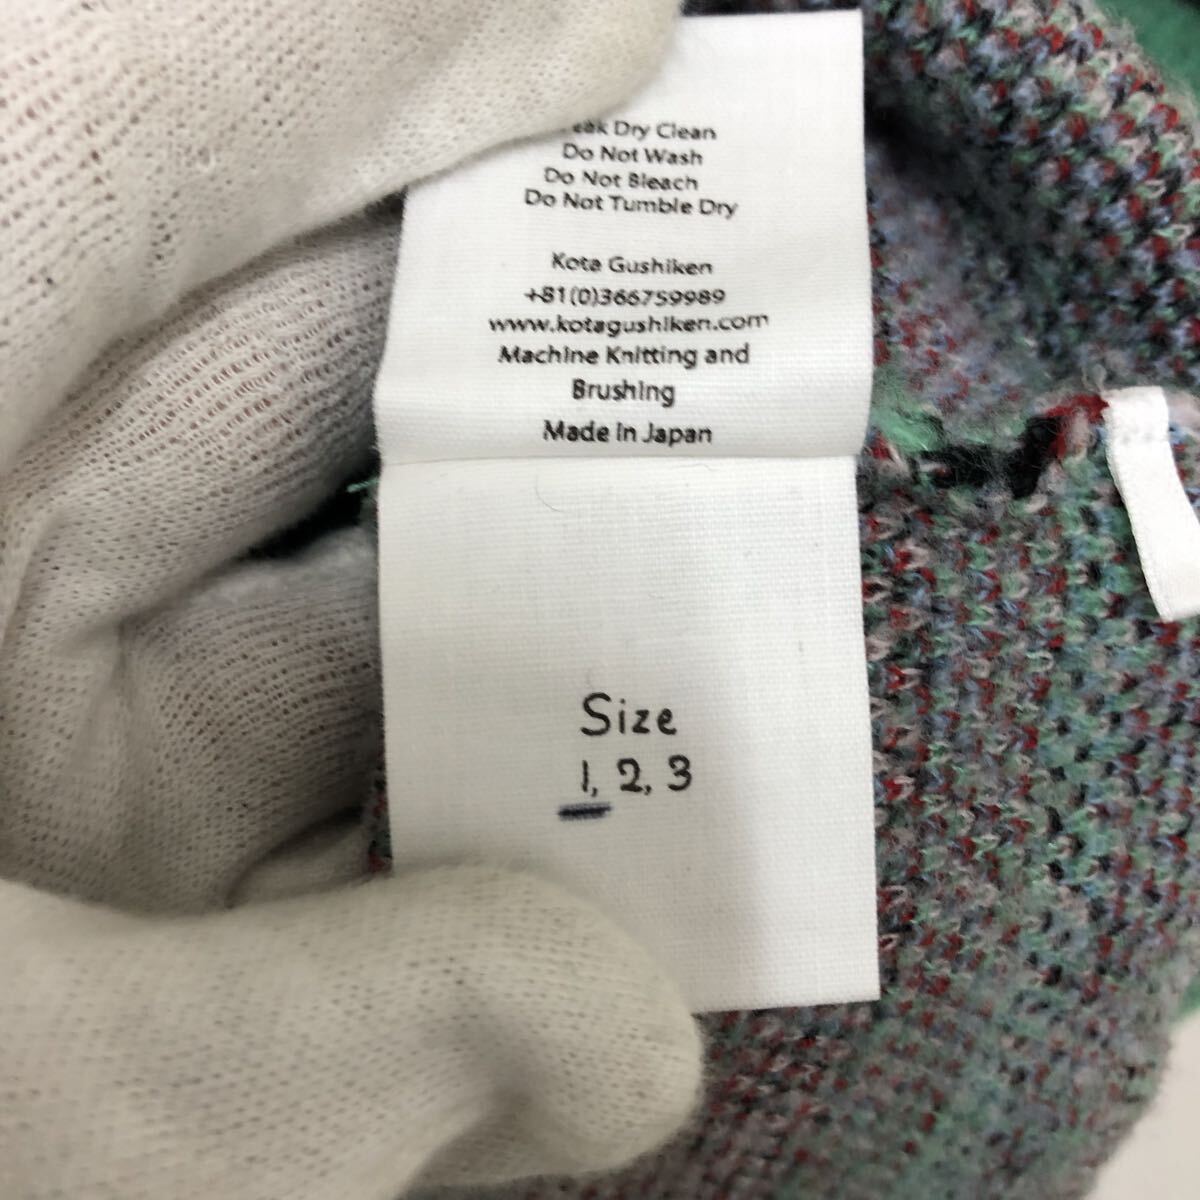 Dry Clean
Do Not Wash
Do Not Bleach
Do Not Tumble Dry
Kota Gushiken
+81(0)366759989
www.kotagushiken.com
Machine Knitting and
Brushing
Made In Japan
Size
1, 2, 3